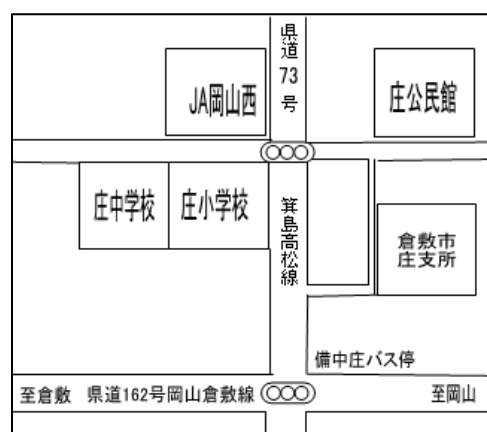 県道73号
JA岡山西
庄公民館
庄中学校
庄小学校
箕島高松線
倉敷市
庄支所
備中庄バス停
至倉敷
県道162号岡山倉敷線
至岡山